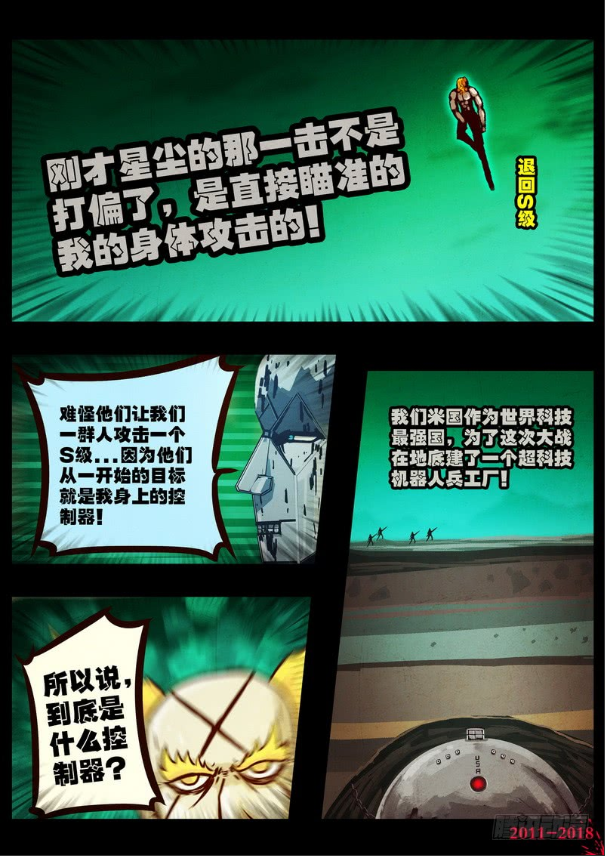 刚才星尘的那一击不是
打偏了，是直接瞄准的
我的身体攻击的！
退回S级
难怪他们让我们
一群人攻击一个
S级...因为他们
从一开始的目标
就是我身上的控
制器！
我们米国作为世界科技
最强国，为了这次大战
在地底建了一个超科技
机器人兵工厂！
所以说，
到底是
什么控
制器？
USA
2011-2018